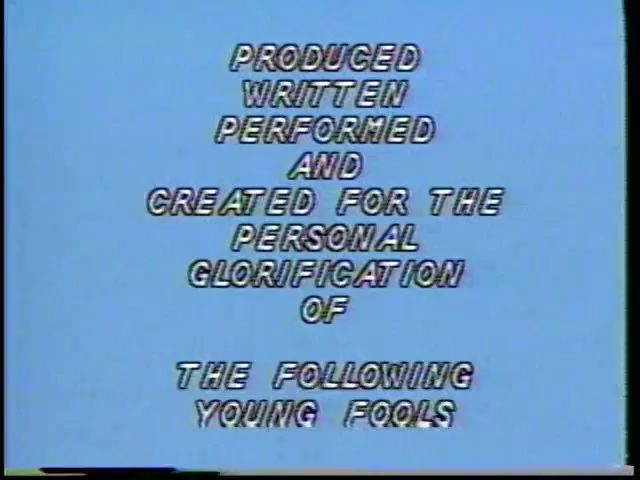 PRODUCED
WRITTEN
PERFORMED
AND
CREATED FOR THE
PERSONAL
GLORIFICATION
OF
THE FOLLOWING
YOUNG FOOLS